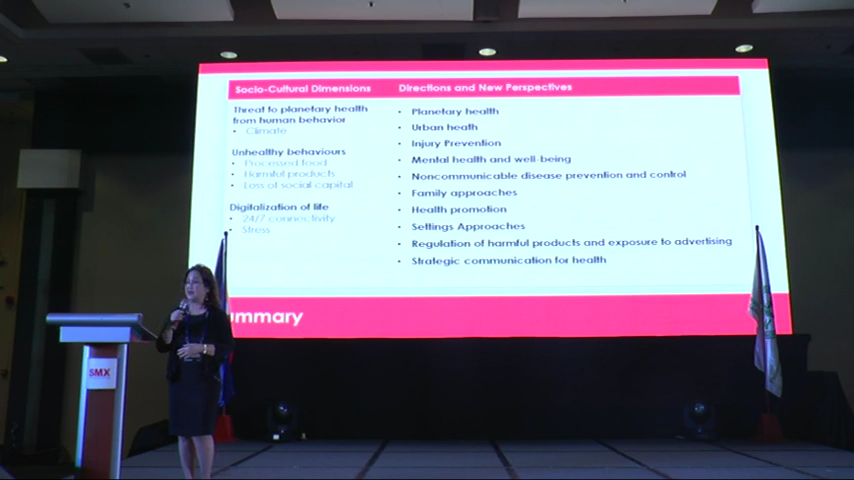 Socio-Cultural Dimensions
Threat to planetary health
from human behavior
• Climate
Unhealthy behaviours
• Processed food
• Harmful products
• Loss of social capital
Digitalization of life
• 24/7 connectivity
• Stress
Directions and New Perspectives
• Planetary health
• Urban heath
• Injury Prevention
• Mental health and well-being
• Noncommunicable disease prevention and control
• Family approaches
• Health promotion
• Settings Approaches
• Regulation of harmful products and exposure to advertising
• Strategic communication for health
ummary
SMX